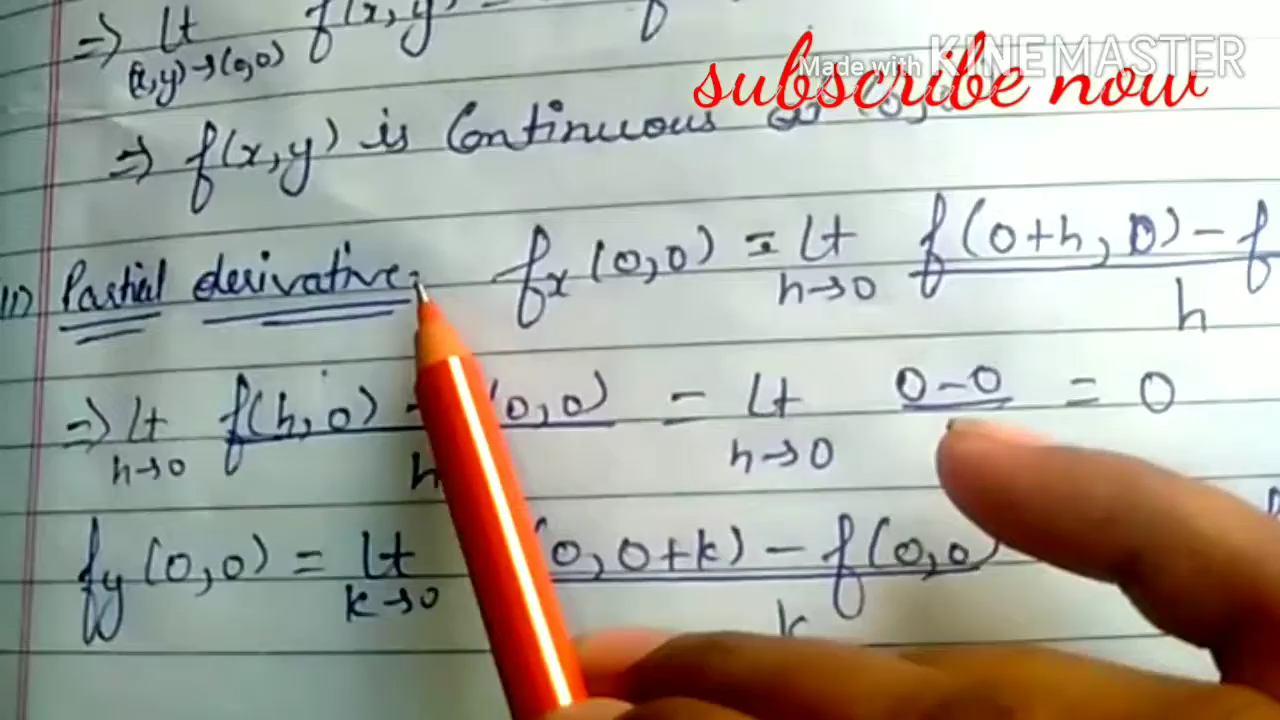 ⇒ Lt f(x,y)
(x,y)→(0,0)
Made with KINEMASTER
subscribe now
⇒ f(x,y) is Continuous
11) Partial derivative: fx(0,0) = Lt f(0+h, 0) - f
h→0 h
⇒ Lt f(h,0) - (0,0) = Lt 0-0 = 0
h→0 h h→0
fy(0,0) = Lt (0,0+k) - f(0,0)
k→0 k